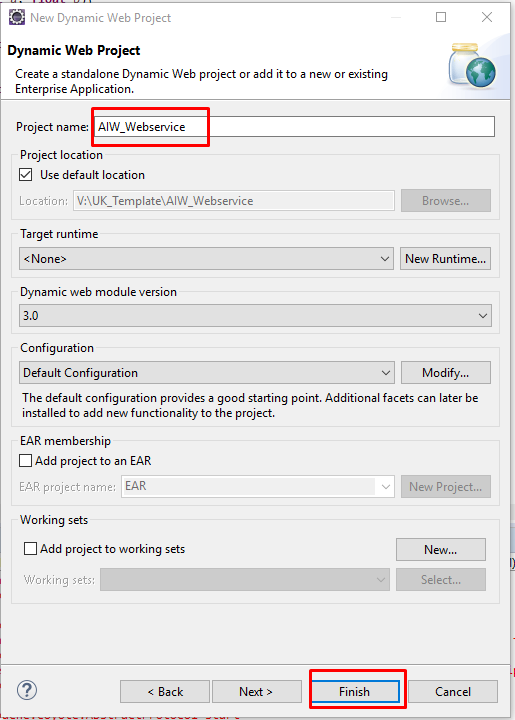 New Dynamic Web Project
Dynamic Web Project
Create a standalone Dynamic Web project or add it to a new or existing
Enterprise Application.
Project name: AIW_Webservice
Project location
Use default location
Location: V:\UK_Template\AIW_Webservice Browse...
Target runtime
<None> New Runtime...
Dynamic web module version
3.0
Configuration
Default Configuration Modify...
The default configuration provides a good starting point. Additional facets can later be
installed to add new functionality to the project.
EAR membership
Add project to an EAR
EAR project name: EAR New Project...
Working sets
Add project to working sets New...
Working sets: Select...
? < Back Next > Finish Cancel